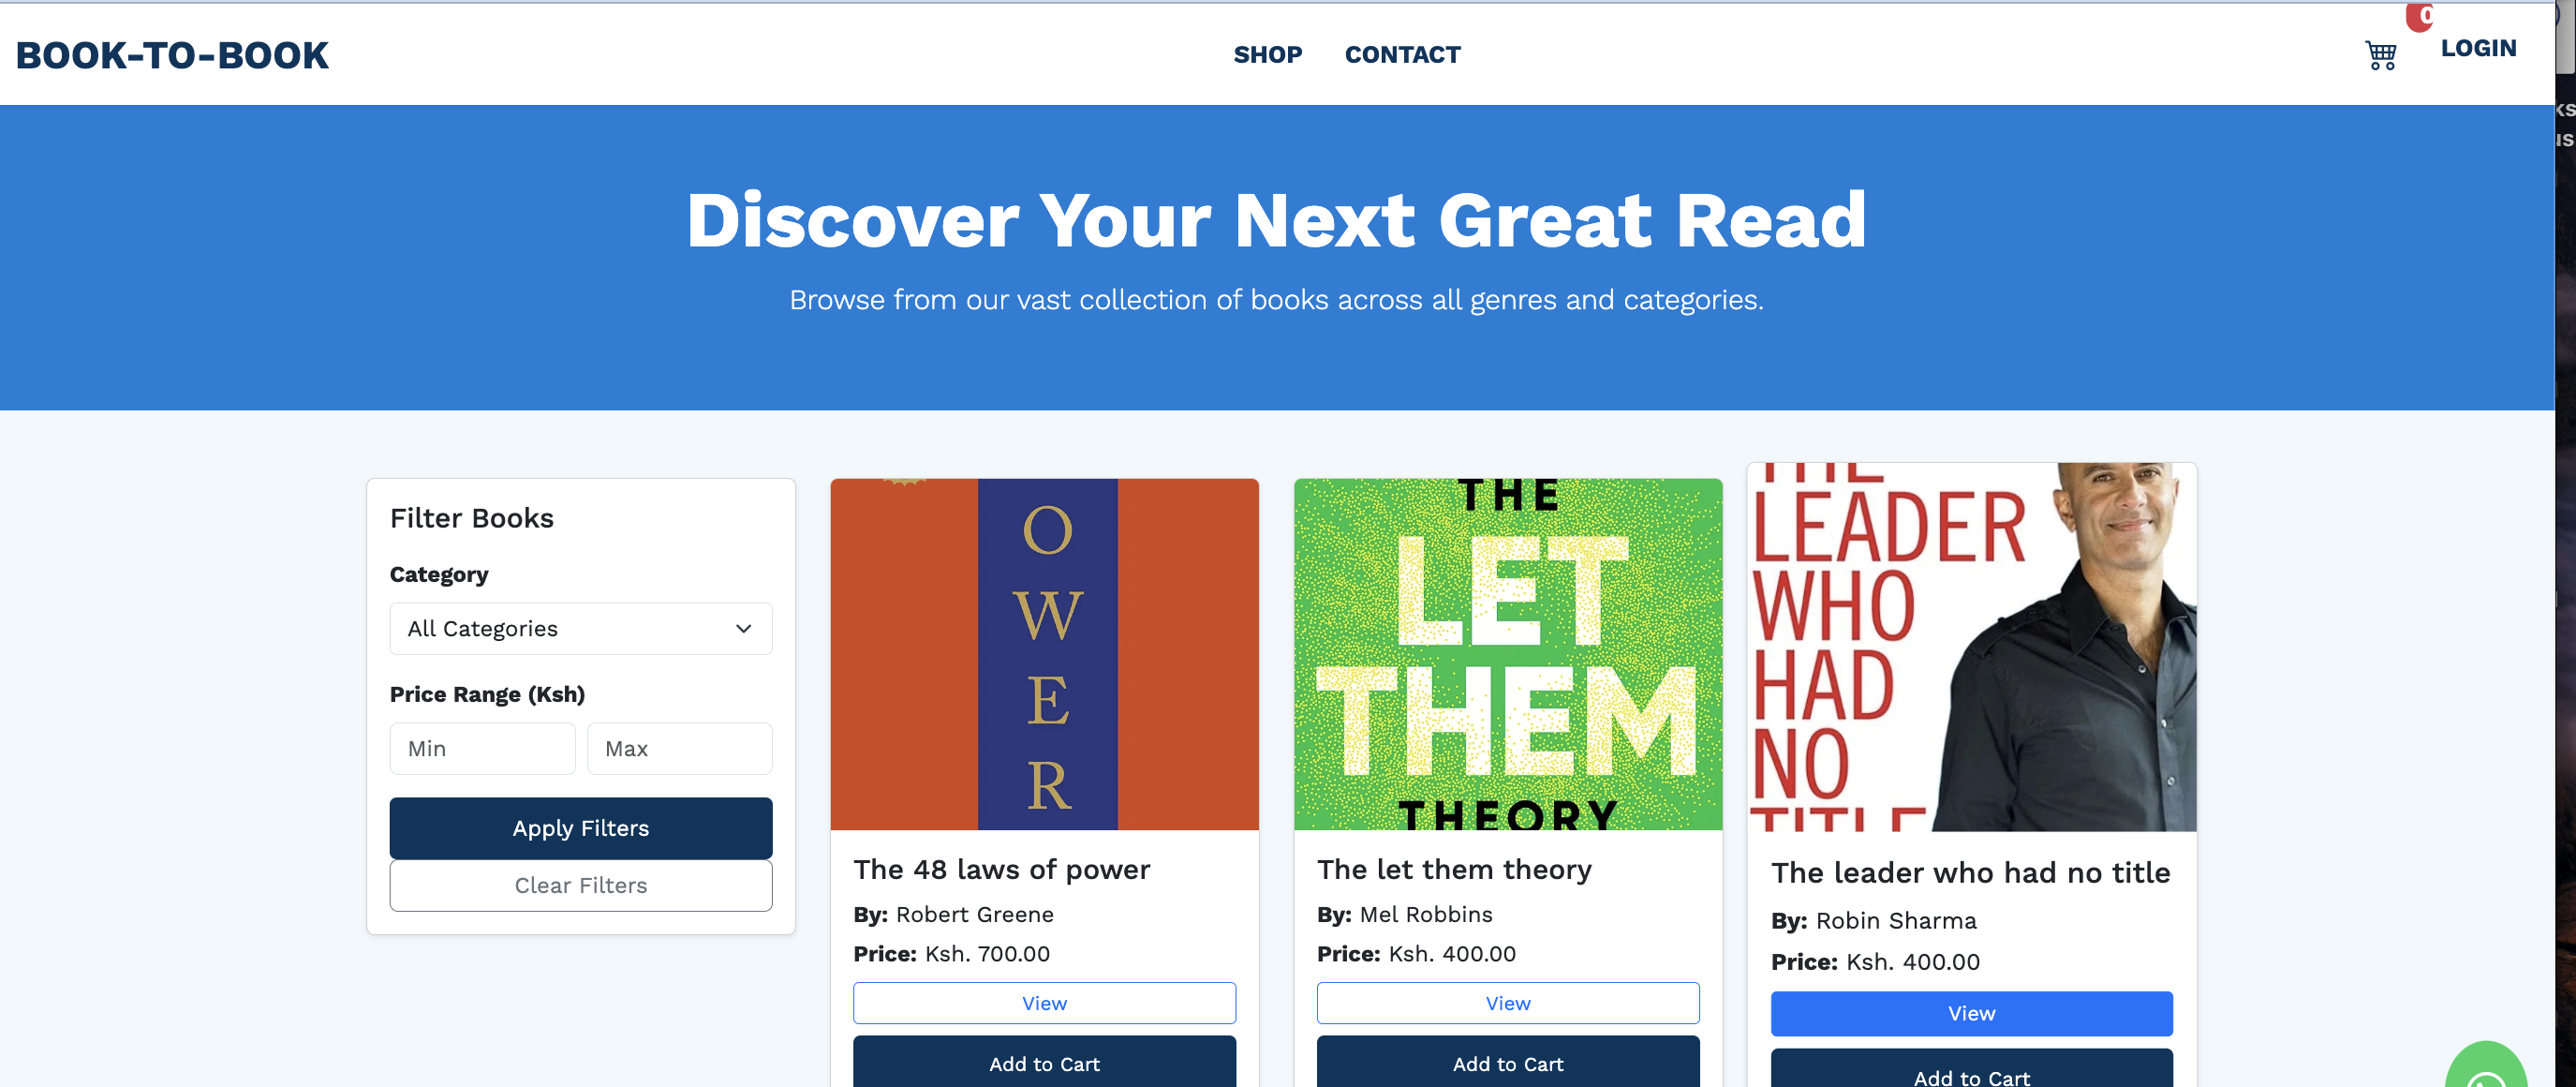 BOOK-TO-BOOK
SHOP CONTACT
0
LOGIN
Discover Your Next Great Read
Browse from our vast collection of books across all genres and categories.
Filter Books
Category
All Categories
Price Range (Ksh)
Min Max
Apply Filters
Clear Filters
O
W
E
R
The 48 laws of power
By: Robert Greene
Price: Ksh. 700.00
View
Add to Cart
THE
LET
THEM
THEORY
The let them theory
By: Mel Robbins
Price: Ksh. 400.00
View
Add to Cart
THE
LEADER
WHO
HAD
NO
TITLE
The leader who had no title
By: Robin Sharma
Price: Ksh. 400.00
View
Add to Cart
ks
us